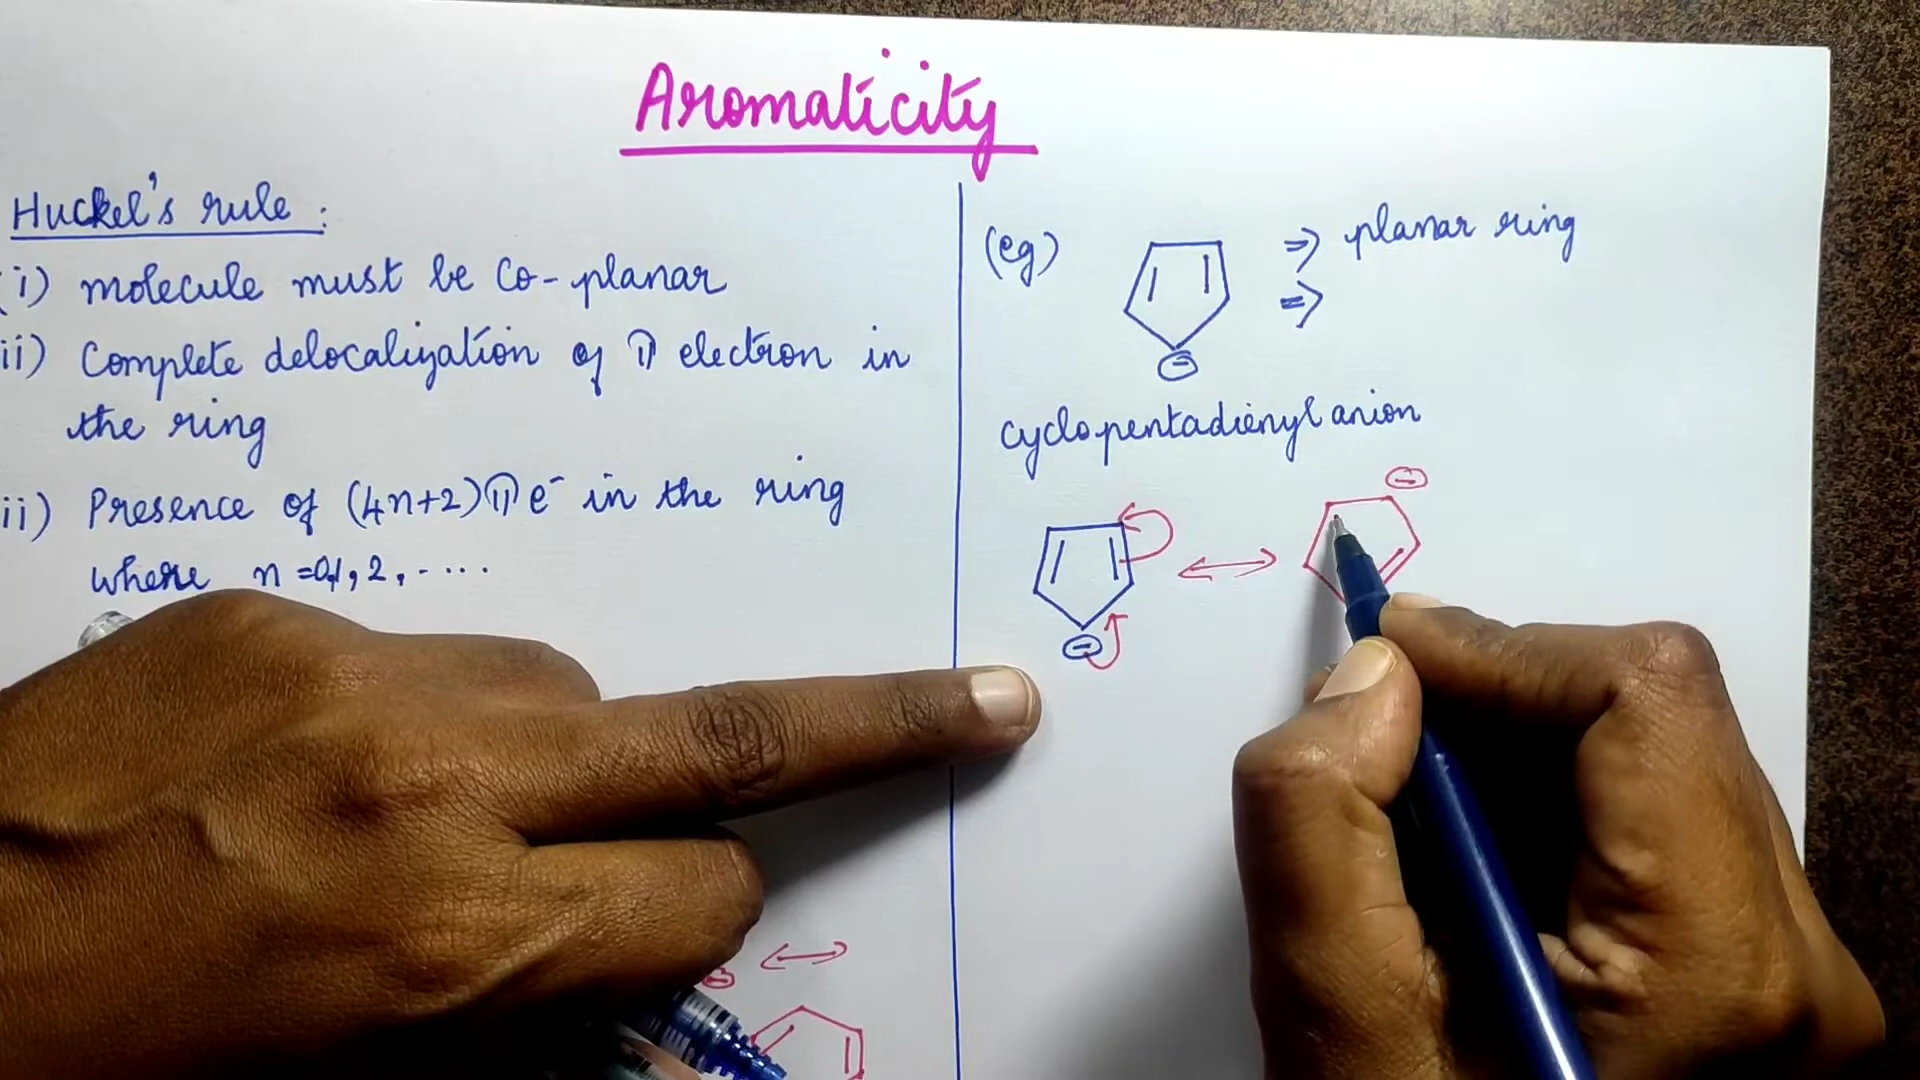 Aromaticity
Huckel's rule :
(i) molecule must be Co-planar
ii) Complete delocalization of π electron in
the ring
ii) Presence of (4n+2)π e⁻ in the ring
where n = 0,1, 2, - ....
(eg) ⇒ planar ring
⇒
⊖
cyclopentadienyl anion
⊖
⊖
⊖